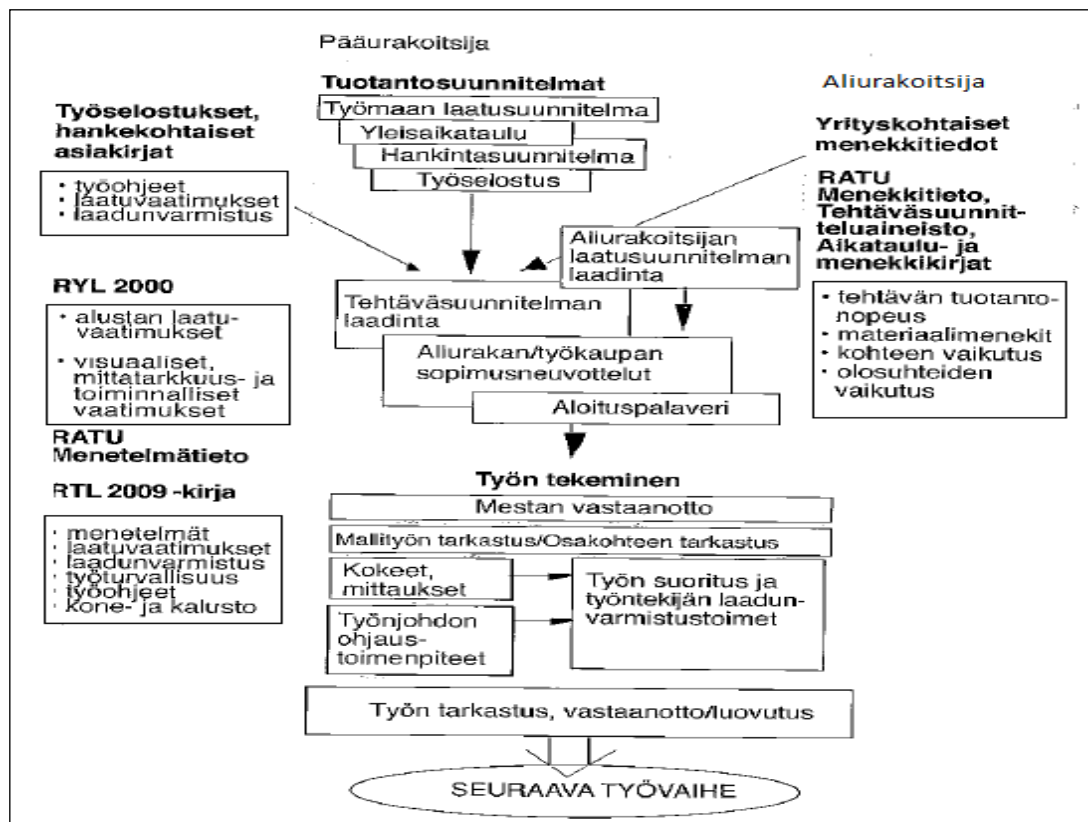 Pääurakoitsija
Tuotantosuunnitelmat
Työmaan laatusuunnitelma
Yleisaikataulu
Hankintasuunnitelma
Työselostus
Aliurakoitsija
Työselostukset,
hankekohtaiset
asiakirjat
• työohjeet
• laatuvaatimukset
• laadunvarmistus
Yrityskohtaiset
menekkitiedot
RATU
Menekkitieto,
Tehtäväsuunnit-
teluaineisto,
Aikataulu- ja
menekkikirjat
• tehtävän tuotanto-
nopeus
• materiaalimenekit
• kohteen vaikutus
• olosuhteiden
vaikutus
Aliurakoitsijan
laatusuunnitelman
laadinta
Tehtäväsuunnitelman
laadinta
Aliurakan/työkaupan
sopimusneuvottelut
Aloituspalaveri
RYL 2000
• alustan laatu-
vaatimukset
• visuaaliset,
mittatarkkuus- ja
toiminnalliset
vaatimukset
RATU
Menetelmätieto
RTL 2009 -kirja
· menetelmät
· laatuvaatimukset
· laadunvarmistus
· työturvallisuus
· työohjeet
· kone- ja kalusto
Työn tekeminen
Mestan vastaanotto
Mallityön tarkastus/Osakohteen tarkastus
Kokeet,
mittaukset
Työnjohdon
ohjaus-
toimenpiteet
Työn suoritus ja
työntekijän laadun-
varmistustoimet
Työn tarkastus, vastaanotto/luovutus
SEURAAVA TYÖVAIHE